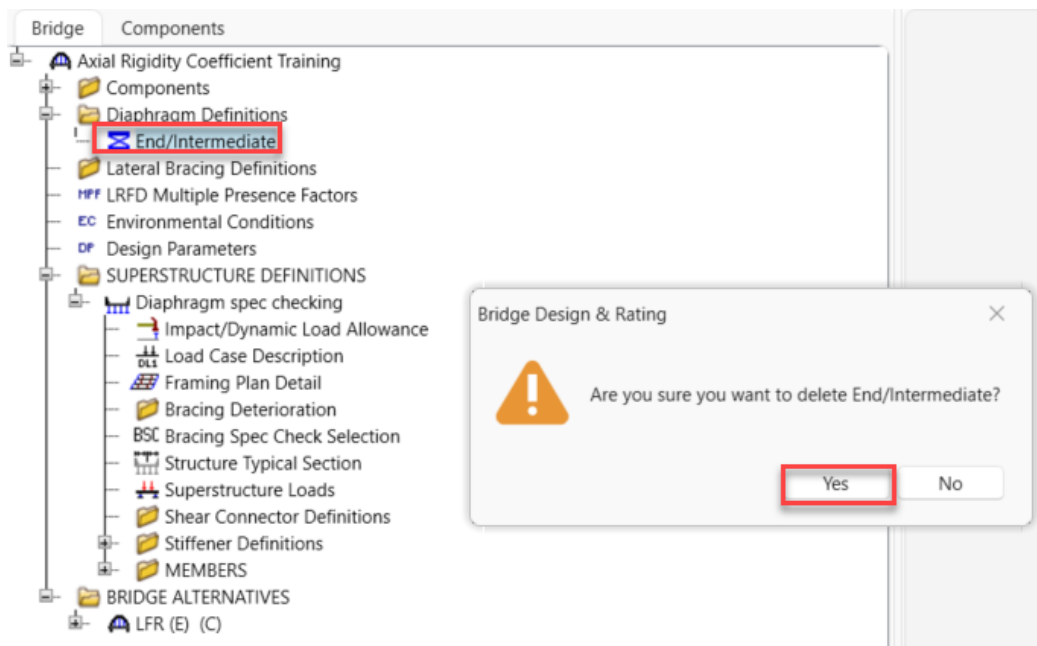 Bridge Components
Axial Rigidity Coefficient Training
Components
Diaphragm Definitions
End/Intermediate
Lateral Bracing Definitions
MPF LRFD Multiple Presence Factors
EC Environmental Conditions
DP Design Parameters
SUPERSTRUCTURE DEFINITIONS
Diaphragm spec checking
Impact/Dynamic Load Allowance
DL1 Load Case Description
Framing Plan Detail
Bracing Deterioration
BSC Bracing Spec Check Selection
Structure Typical Section
Superstructure Loads
Shear Connector Definitions
Stiffener Definitions
MEMBERS
BRIDGE ALTERNATIVES
LFR (E) (C)
Bridge Design & Rating
Are you sure you want to delete End/Intermediate?
Yes No